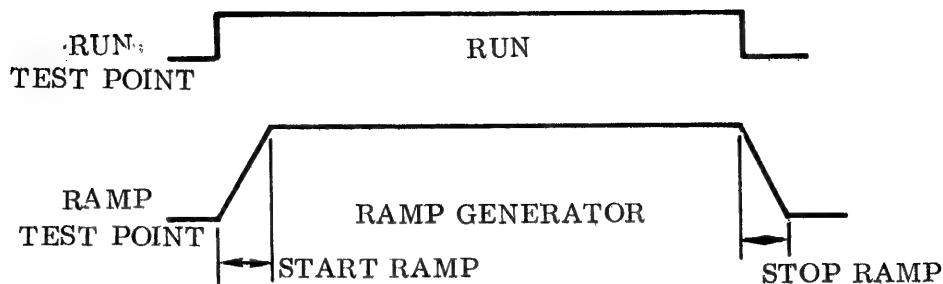 RUN
TEST POINT
RUN
RAMP
TEST POINT
RAMP GENERATOR
START RAMP
STOP RAMP